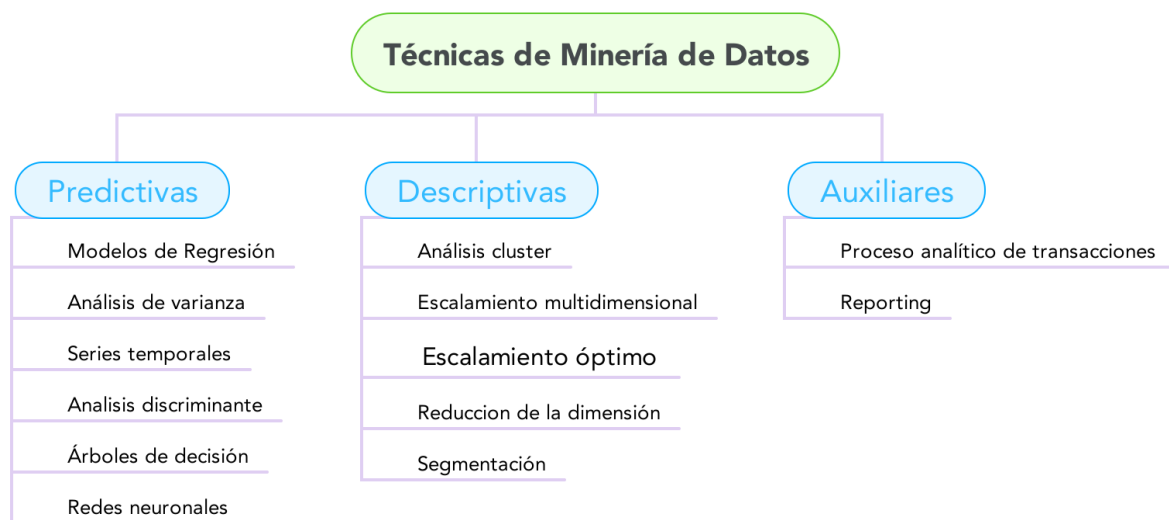 Técnicas de Minería de Datos
Predictivas
Modelos de Regresión
Análisis de varianza
Series temporales
Analisis discriminante
Árboles de decisión
Redes neuronales
Descriptivas
Análisis cluster
Escalamiento multidimensional
Escalamiento óptimo
Reduccion de la dimensión
Segmentación
Auxiliares
Proceso analítico de transacciones
Reporting